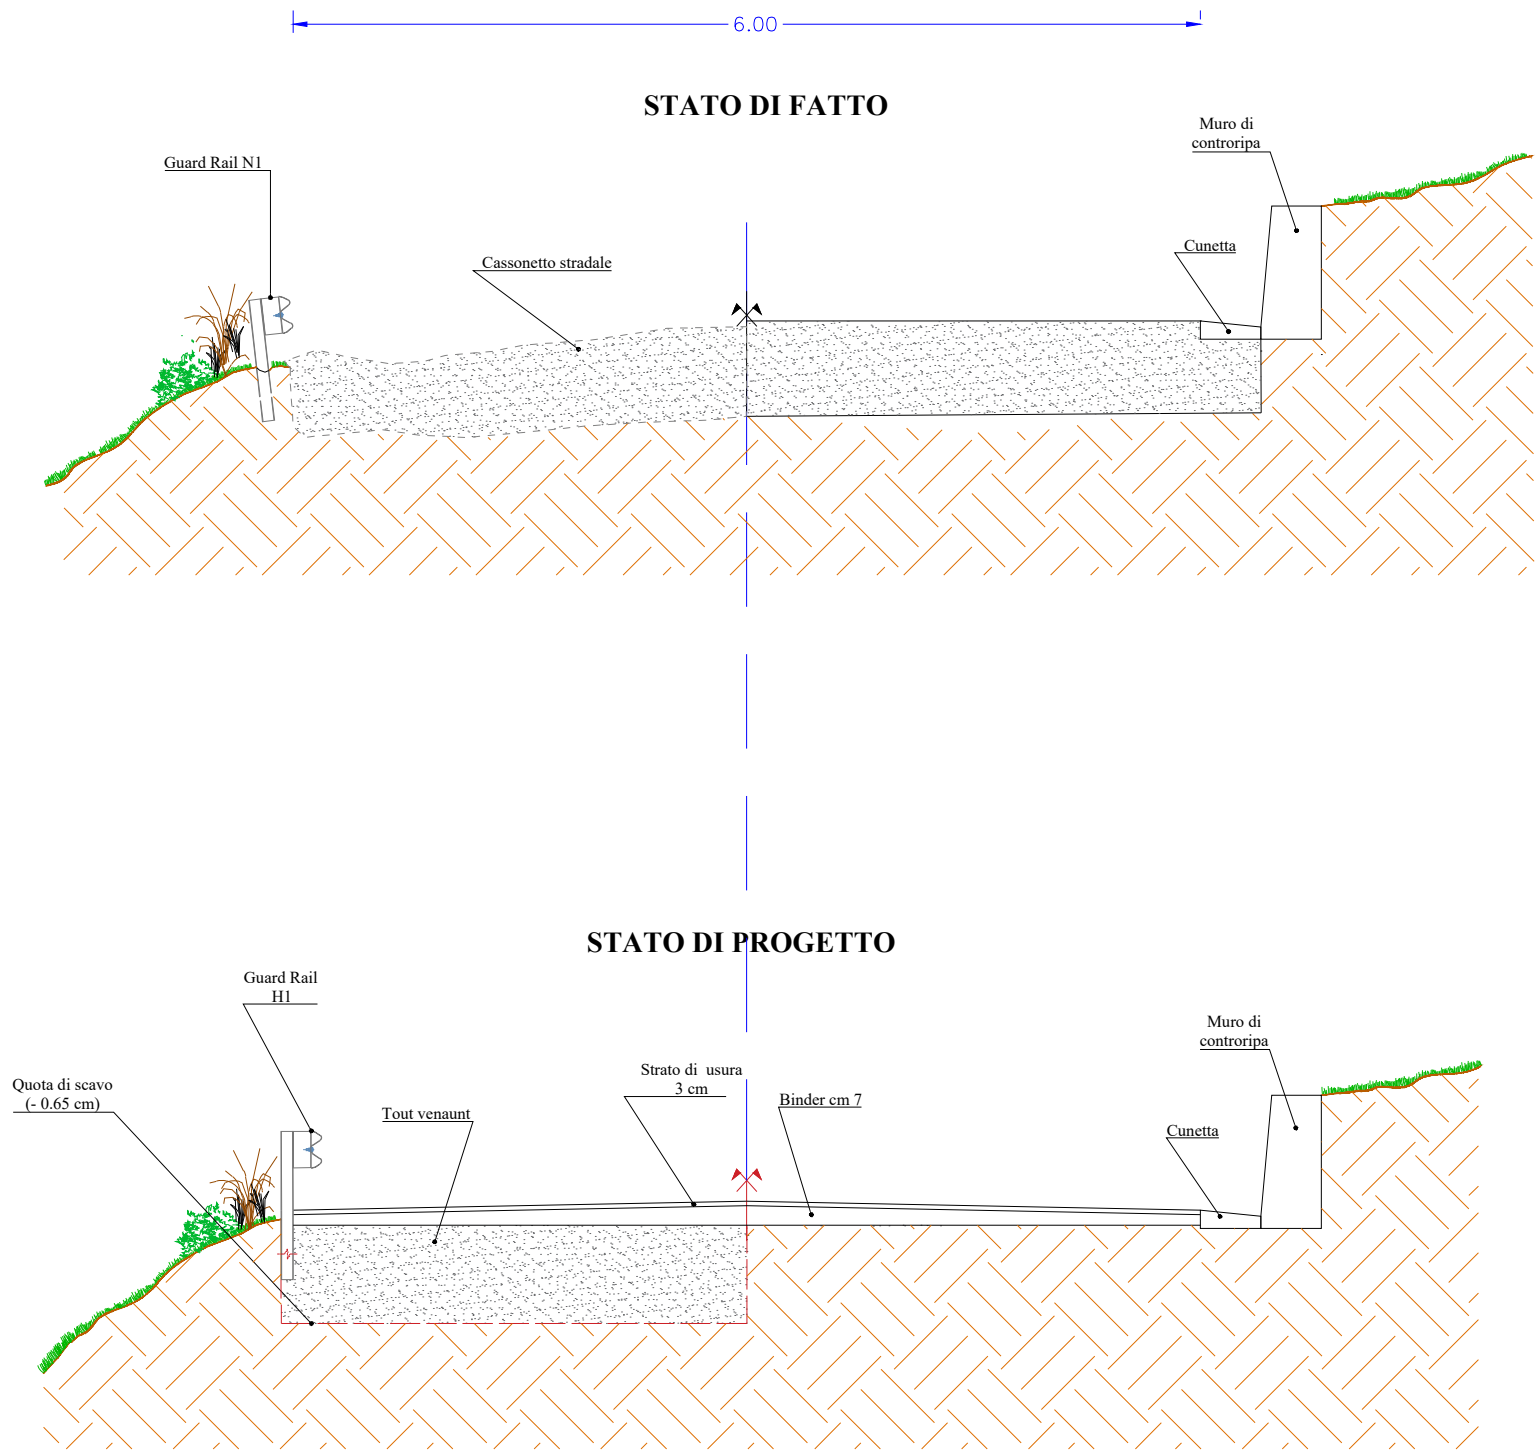 6.00
STATO DI FATTO
Muro di
controripa
Guard Rail N1
Cunetta
Cassonetto stradale
STATO DI PROGETTO
Guard Rail
H1
Muro di
controripa
Strato di usura
3 cm
Quota di scavo
(- 0.65 cm)
Binder cm 7
Tout venaunt
Cunetta